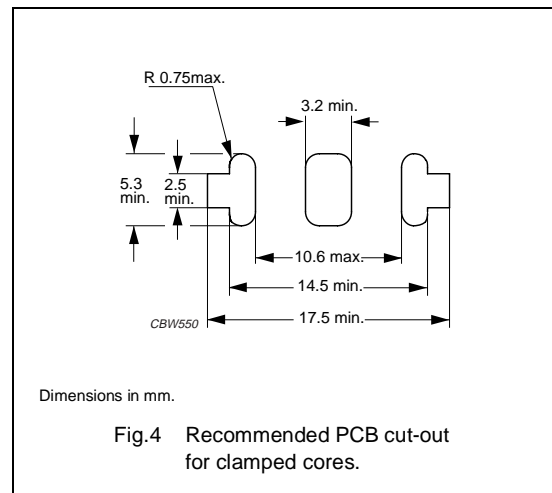 R 0.75max.
3.2 min.
5.3
min.
2.5
min.
10.6 max.
14.5 min.
17.5 min.
CBW550
Dimensions in mm.
Fig.4 Recommended PCB cut-out
for clamped cores.